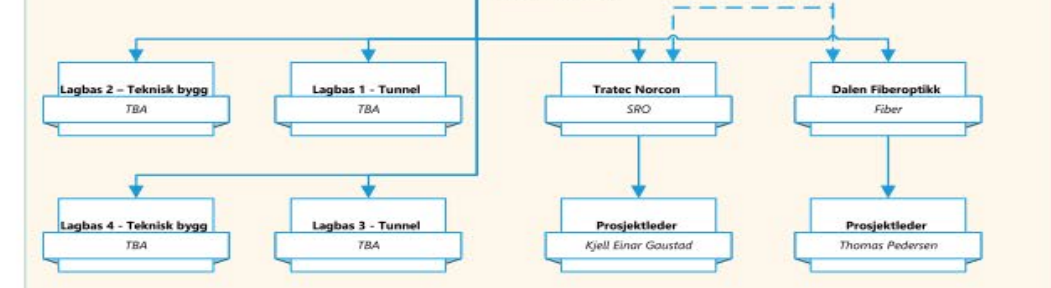 Lagbas 2 – Teknisk bygg
TBA
Lagbas 1 - Tunnel
TBA
Tratec Norcon
SRO
Dalen Fiberoptikk
Fiber
Lagbas 4 - Teknisk bygg
TBA
Lagbas 3 - Tunnel
TBA
Prosjektleder
Kjell Einar Gaustad
Prosjektleder
Thomas Pedersen